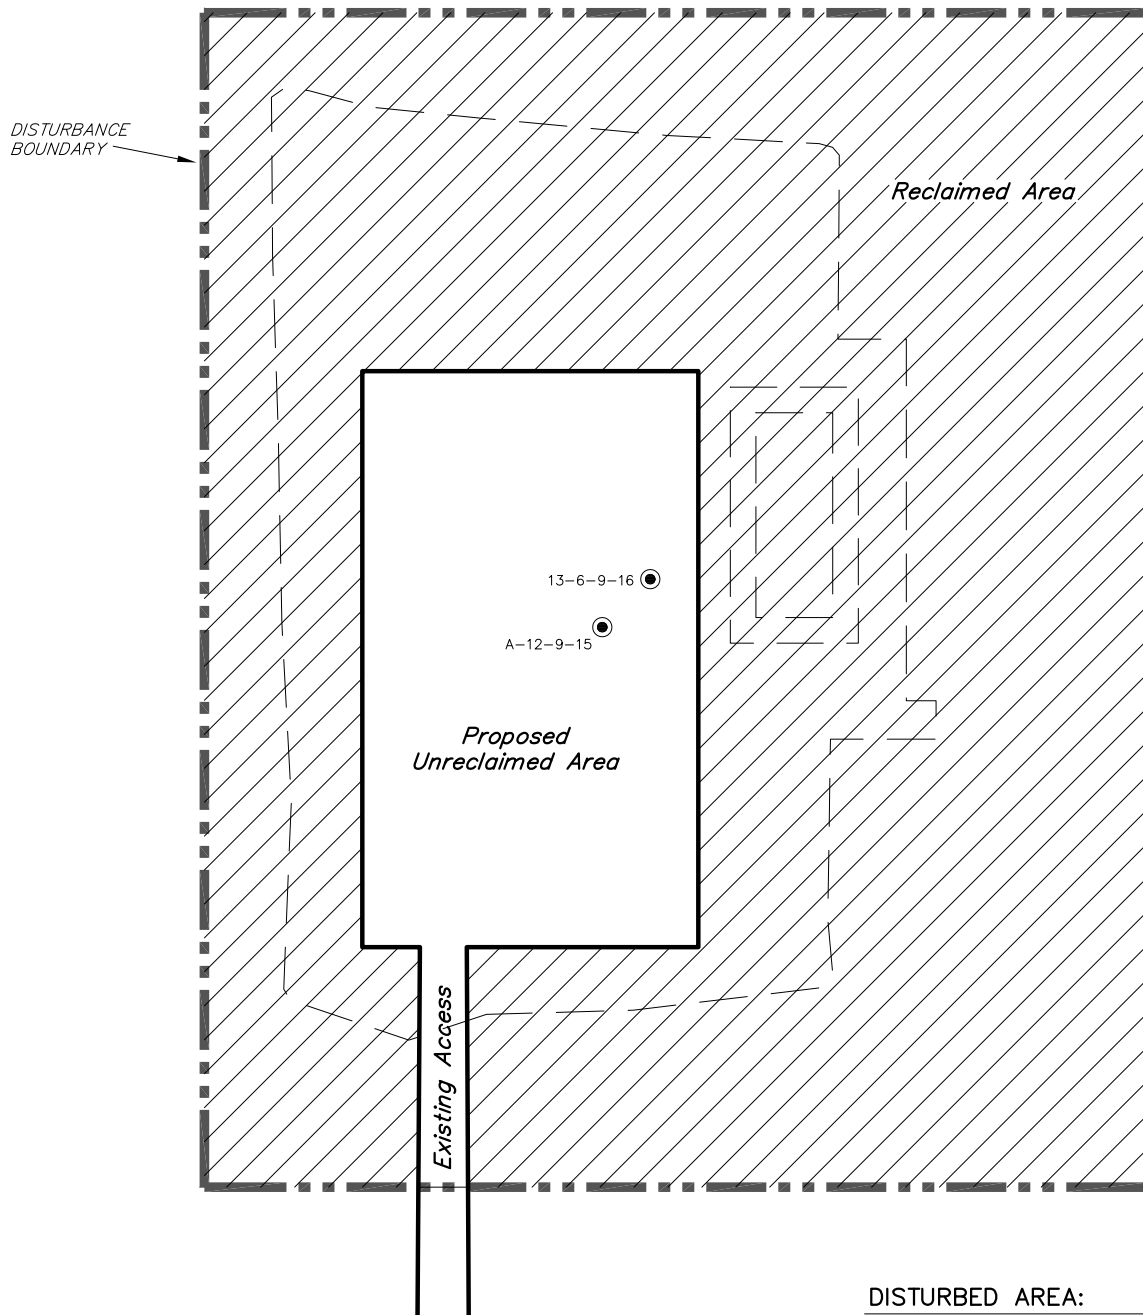 DISTURBANCE
BOUNDARY
Reclaimed Area
13-6-9-16
A-12-9-15
Proposed
Unreclaimed Area
Existing Access
DISTURBED AREA: